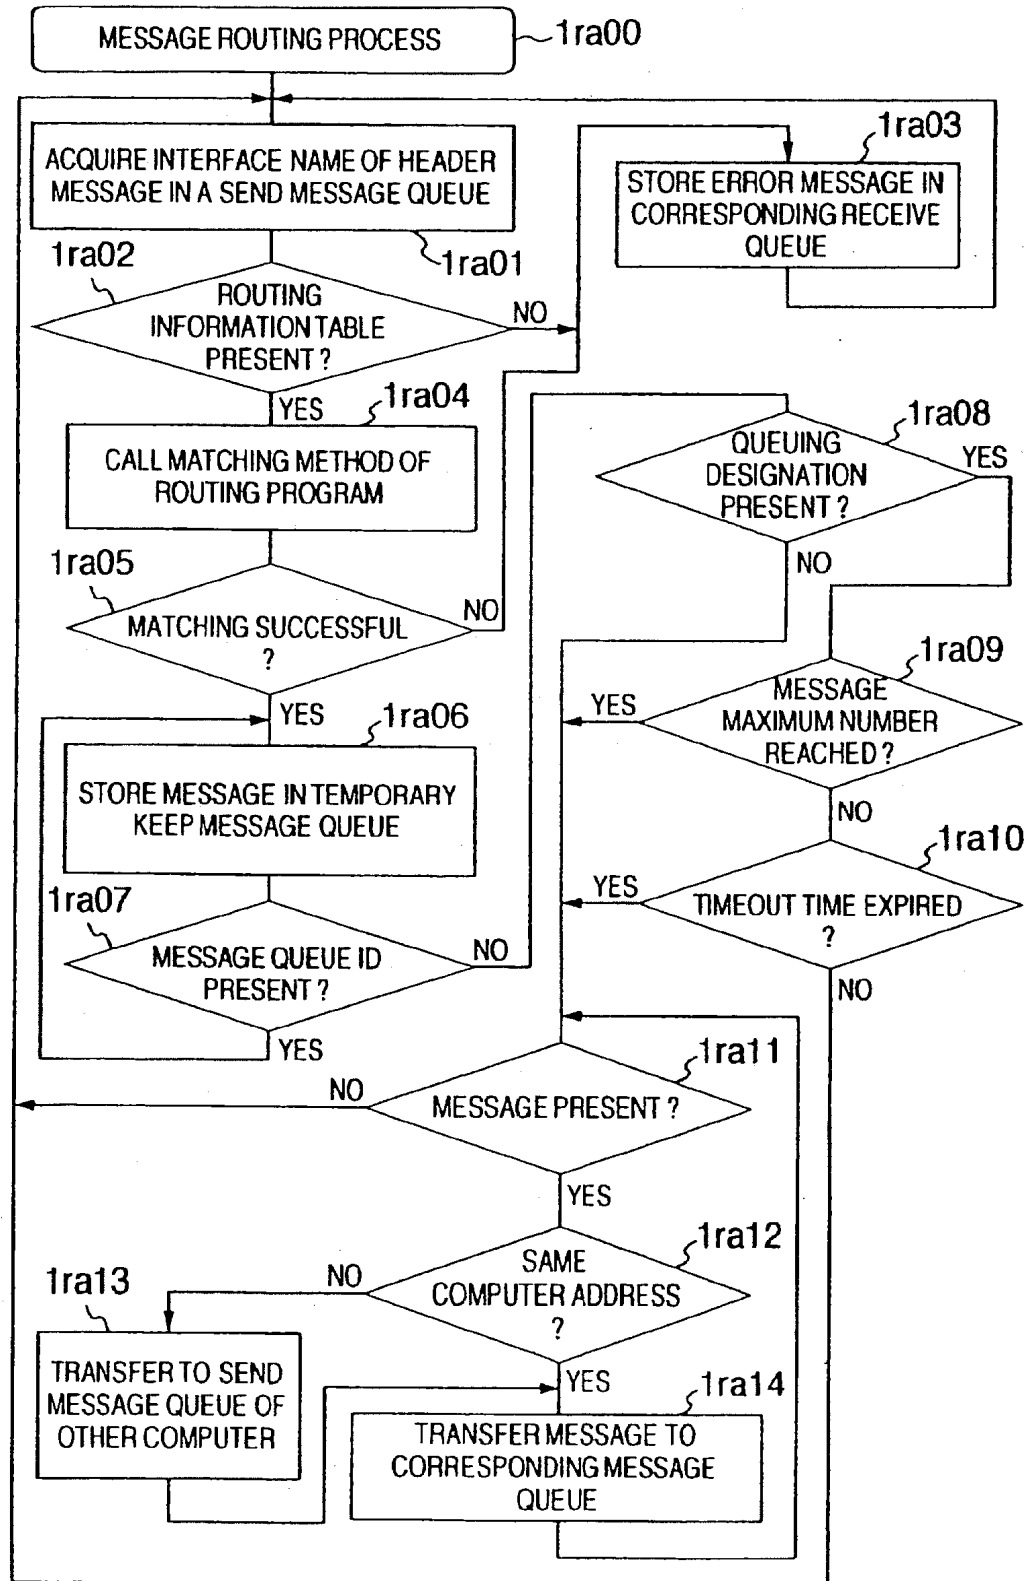 MESSAGE ROUTING PROCESS
1ra00
ACQUIRE INTERFACE NAME OF HEADER
MESSAGE IN A SEND MESSAGE QUEUE
1ra01
1ra03
STORE ERROR MESSAGE IN
CORRESPONDING RECEIVE
QUEUE
1ra02
ROUTING
INFORMATION TABLE
PRESENT ?
NO
YES
1ra04
CALL MATCHING METHOD OF
ROUTING PROGRAM
1ra05
MATCHING SUCCESSFUL
?
NO
YES
1ra06
STORE MESSAGE IN TEMPORARY
KEEP MESSAGE QUEUE
1ra07
MESSAGE QUEUE ID
PRESENT ?
NO
YES
1ra08
QUEUING
DESIGNATION
PRESENT ?
YES
NO
1ra09
MESSAGE
MAXIMUM NUMBER
REACHED ?
YES
NO
1ra10
TIMEOUT TIME EXPIRED
?
YES
NO
1ra11
MESSAGE PRESENT ?
NO
YES
1ra12
SAME
COMPUTER ADDRESS
?
NO
YES
1ra13
TRANSFER TO SEND
MESSAGE QUEUE OF
OTHER COMPUTER
1ra14
TRANSFER MESSAGE TO
CORRESPONDING MESSAGE
QUEUE